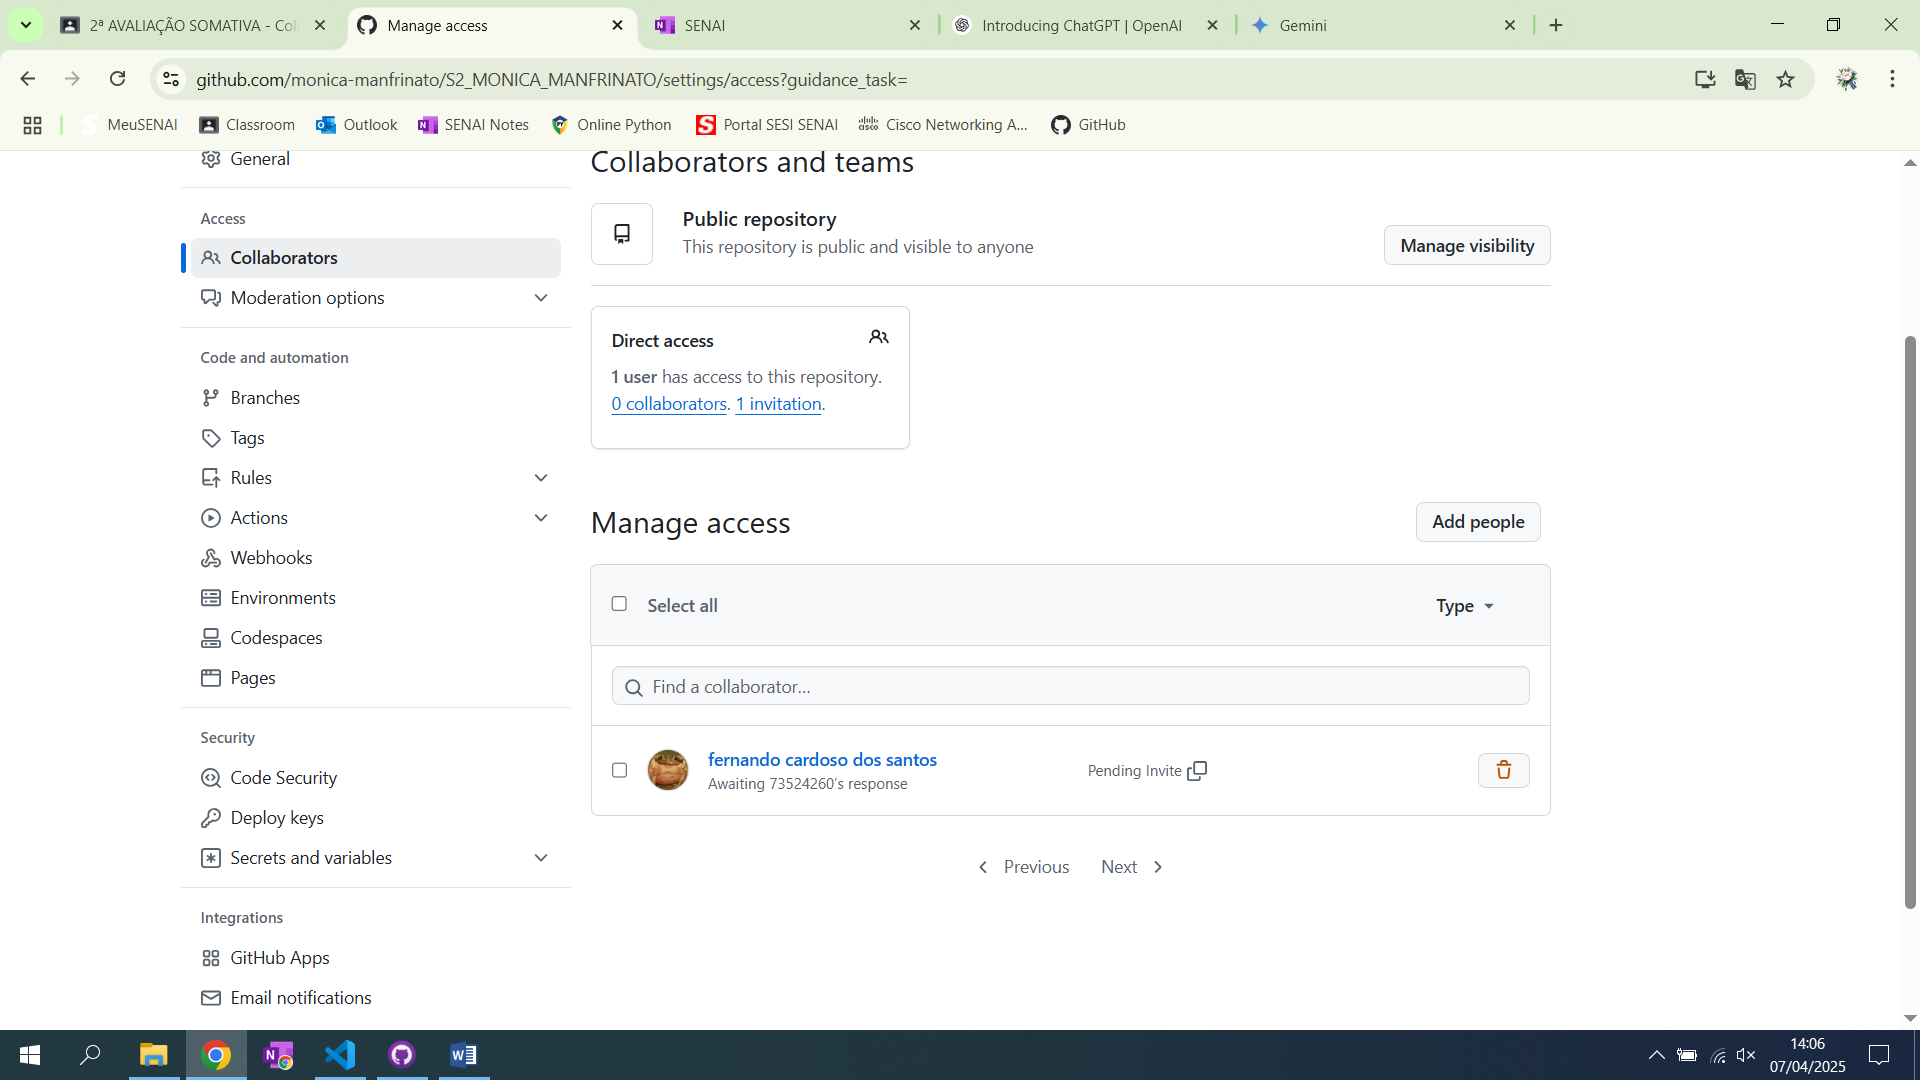 2ª AVALIAÇÃO SOMATIVA - Col
Manage access
SENAI
Introducing ChatGPT | OpenAI
Gemini
github.com/monica-manfrinato/S2_MONICA_MANFRINATO/settings/access?guidance_task=
MeuSENAI
Classroom
Outlook
SENAI Notes
Online Python
Portal SESI SENAI
Cisco Networking A...
GitHub
General
Access
Collaborators
Moderation options
Code and automation
Branches
Tags
Rules
Actions
Webhooks
Environments
Codespaces
Pages
Security
Code Security
Deploy keys
Secrets and variables
Integrations
GitHub Apps
Email notifications
Collaborators and teams
Public repository
This repository is public and visible to anyone
Manage visibility
Direct access
1 user has access to this repository.
0 collaborators. 1 invitation.
Manage access
Add people
Select all
Type
Find a collaborator...
fernando cardoso dos santos
Awaiting 73524260's response
Pending Invite
Previous
Next
14:06
07/04/2025